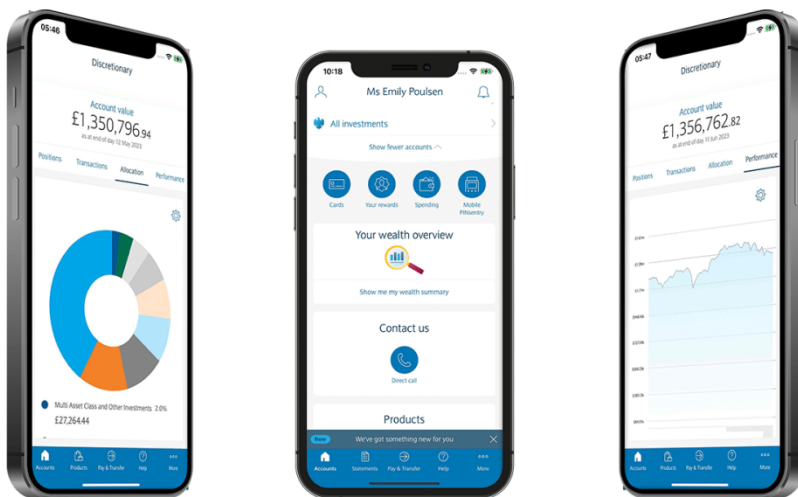 05:46
Discretionary
Account value
£1,350,796.94
as at end of day 12 May 2023
Positions Transactions Allocation Performance
Multi Asset Class and Other Investments 2.0%
£27,264.44
Accounts Products Pay & Transfer Help More
10:18
Ms Emily Poulsen
All investments
Show fewer accounts
Cards Your rewards Spending Mobile
PINsentry
Your wealth overview
Show me my wealth summary
Contact us
Direct call
Products
New We've got something new for you
Accounts Statements Pay & Transfer Help More
05:47
Discretionary
Account value
£1,356,762.82
as at end of day 11 Jun 2023
Positions Transactions Allocation Performance
Accounts Products Pay & Transfer Help More